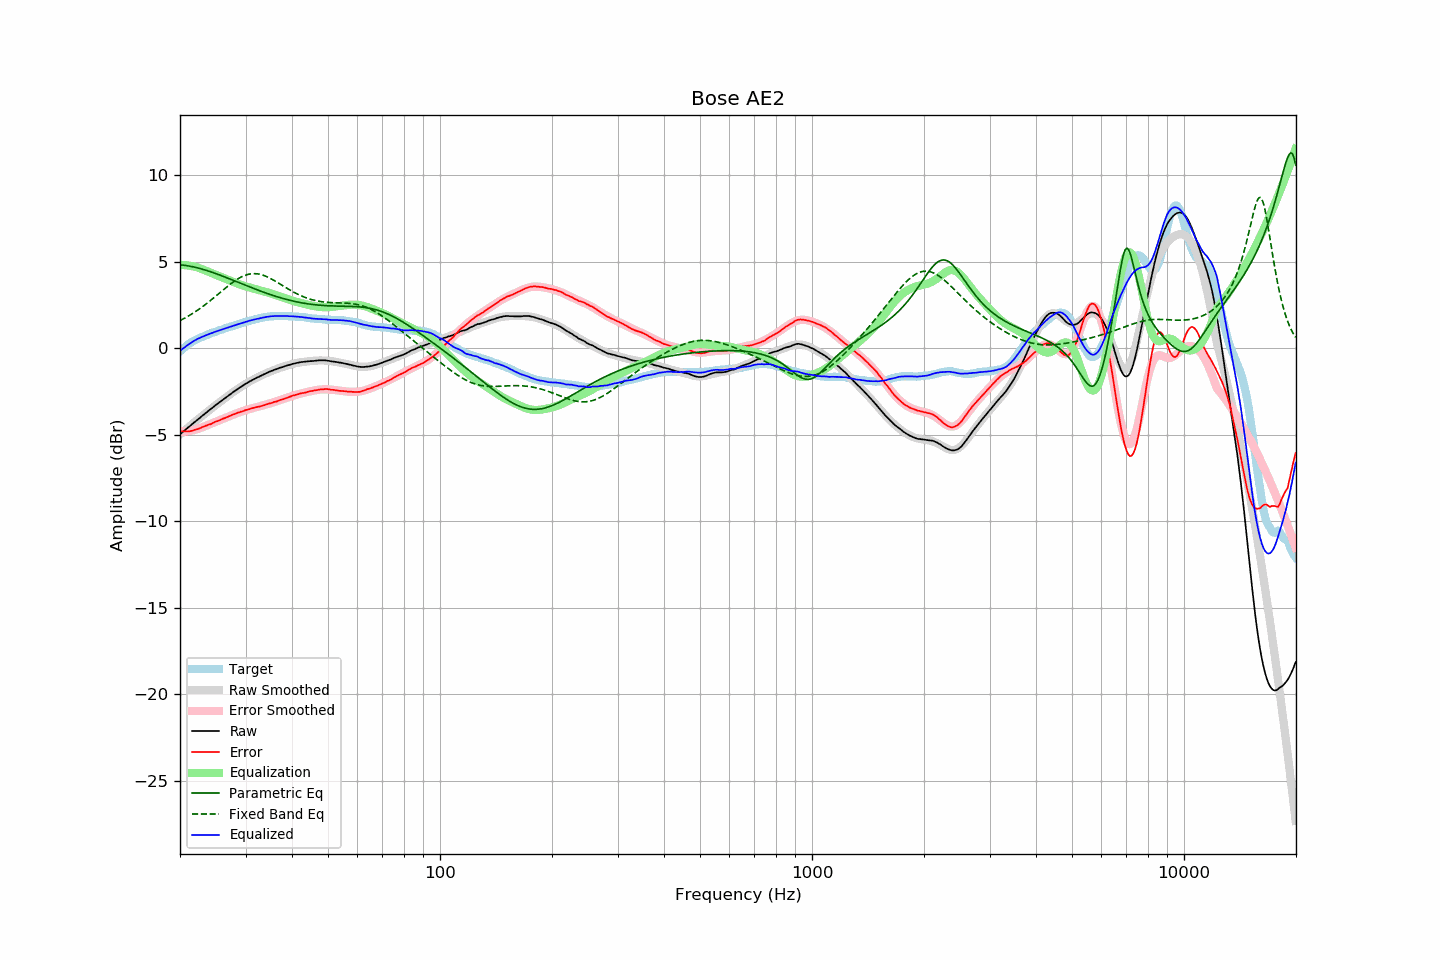 Bose AE2
10
5
0
−5
−10
−15
−20
−25
Amplitude (dBr)
Target
Raw Smoothed
Error Smoothed
Raw
Error
Equalization
Parametric Eq
Fixed Band Eq
Equalized
100
1000
10000
Frequency (Hz)